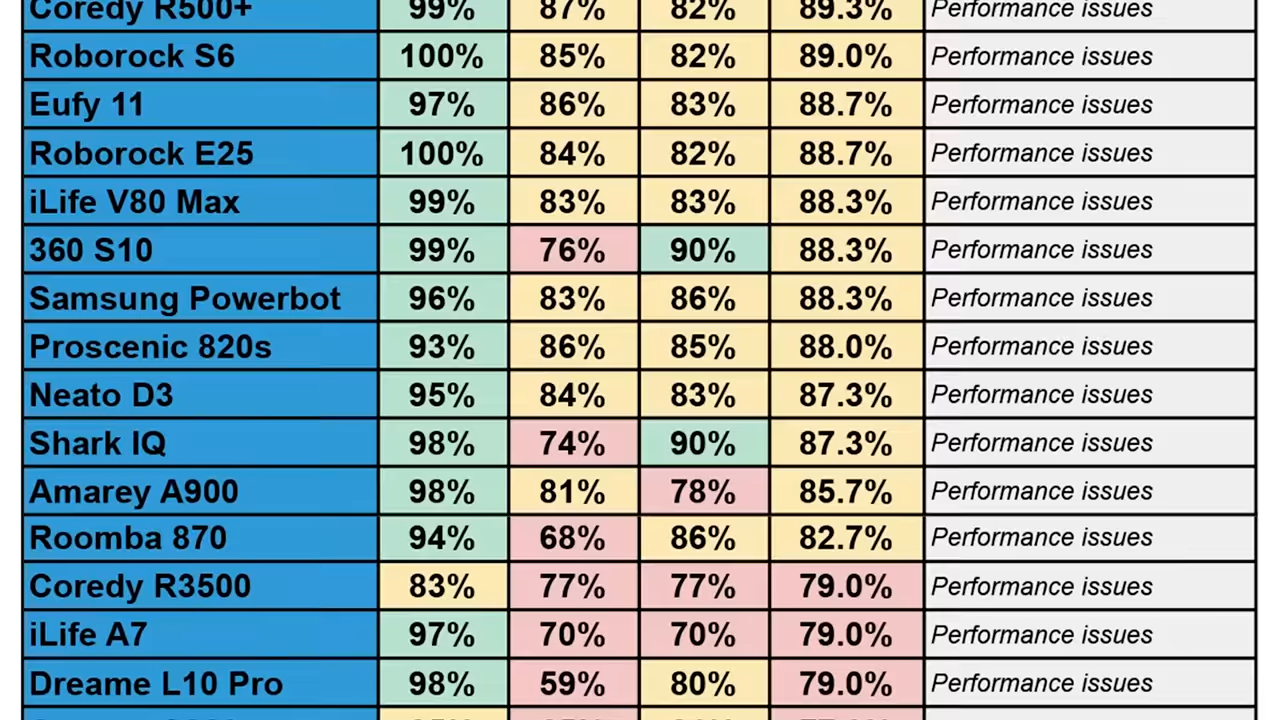 Coredy R500+ 99% 87% 82% 89.3% Performance issues
Roborock S6 100% 85% 82% 89.0% Performance issues
Eufy 11 97% 86% 83% 88.7% Performance issues
Roborock E25 100% 84% 82% 88.7% Performance issues
iLife V80 Max 99% 83% 83% 88.3% Performance issues
360 S10 99% 76% 90% 88.3% Performance issues
Samsung Powerbot 96% 83% 86% 88.3% Performance issues
Proscenic 820s 93% 86% 85% 88.0% Performance issues
Neato D3 95% 84% 83% 87.3% Performance issues
Shark IQ 98% 74% 90% 87.3% Performance issues
Amarey A900 98% 81% 78% 85.7% Performance issues
Roomba 870 94% 68% 86% 82.7% Performance issues
Coredy R3500 83% 77% 77% 79.0% Performance issues
iLife A7 97% 70% 70% 79.0% Performance issues
Dreame L10 Pro 98% 59% 80% 79.0% Performance issues